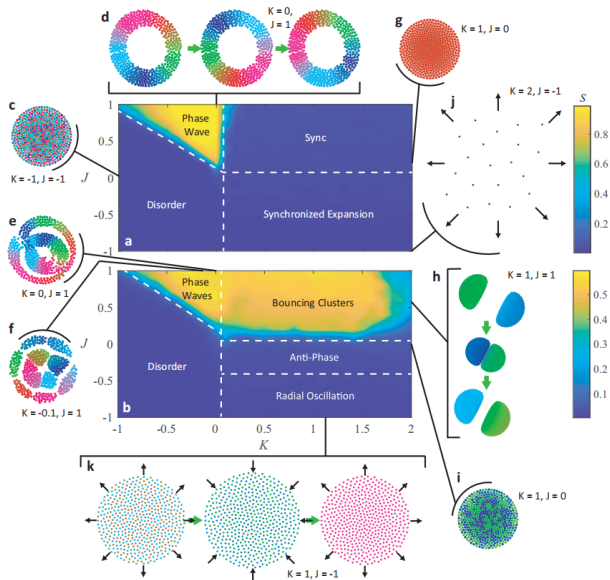 d
K = 0,
J = 1
g
K = 1, J = 0
c
K = -1, J = -1
1
0.5
0
-0.5
-1
J
Phase
Wave
Sync
Disorder
Synchronized Expansion
a
j
K = 2, J = -1
S
0.8
0.6
0.4
0.2
e
K = 0, J = 1
f
K = -0.1, J = 1
1
0.5
0
-0.5
-1
J
Phase
Waves
Bouncing Clusters
Disorder
Anti-Phase
Radial Oscillation
b
-1
-0.5
0
0.5
1
1.5
2
K
h
K = 1, J = 1
0.5
0.4
0.3
0.2
0.1
k
K = 1, J = -1
i
K = 1, J = 0